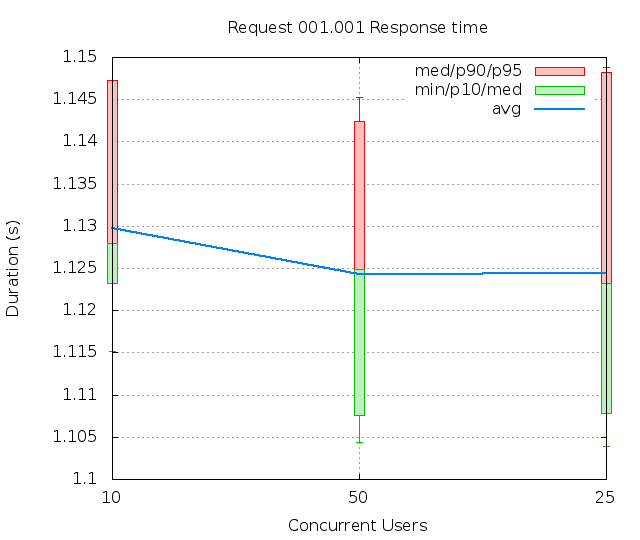 Request 001.001 Response time
med/p90/p95
min/p10/med
avg
1.15
1.145
1.14
1.135
1.13
1.125
1.12
1.115
1.11
1.105
1.1
Duration (s)
10 50 25
Concurrent Users